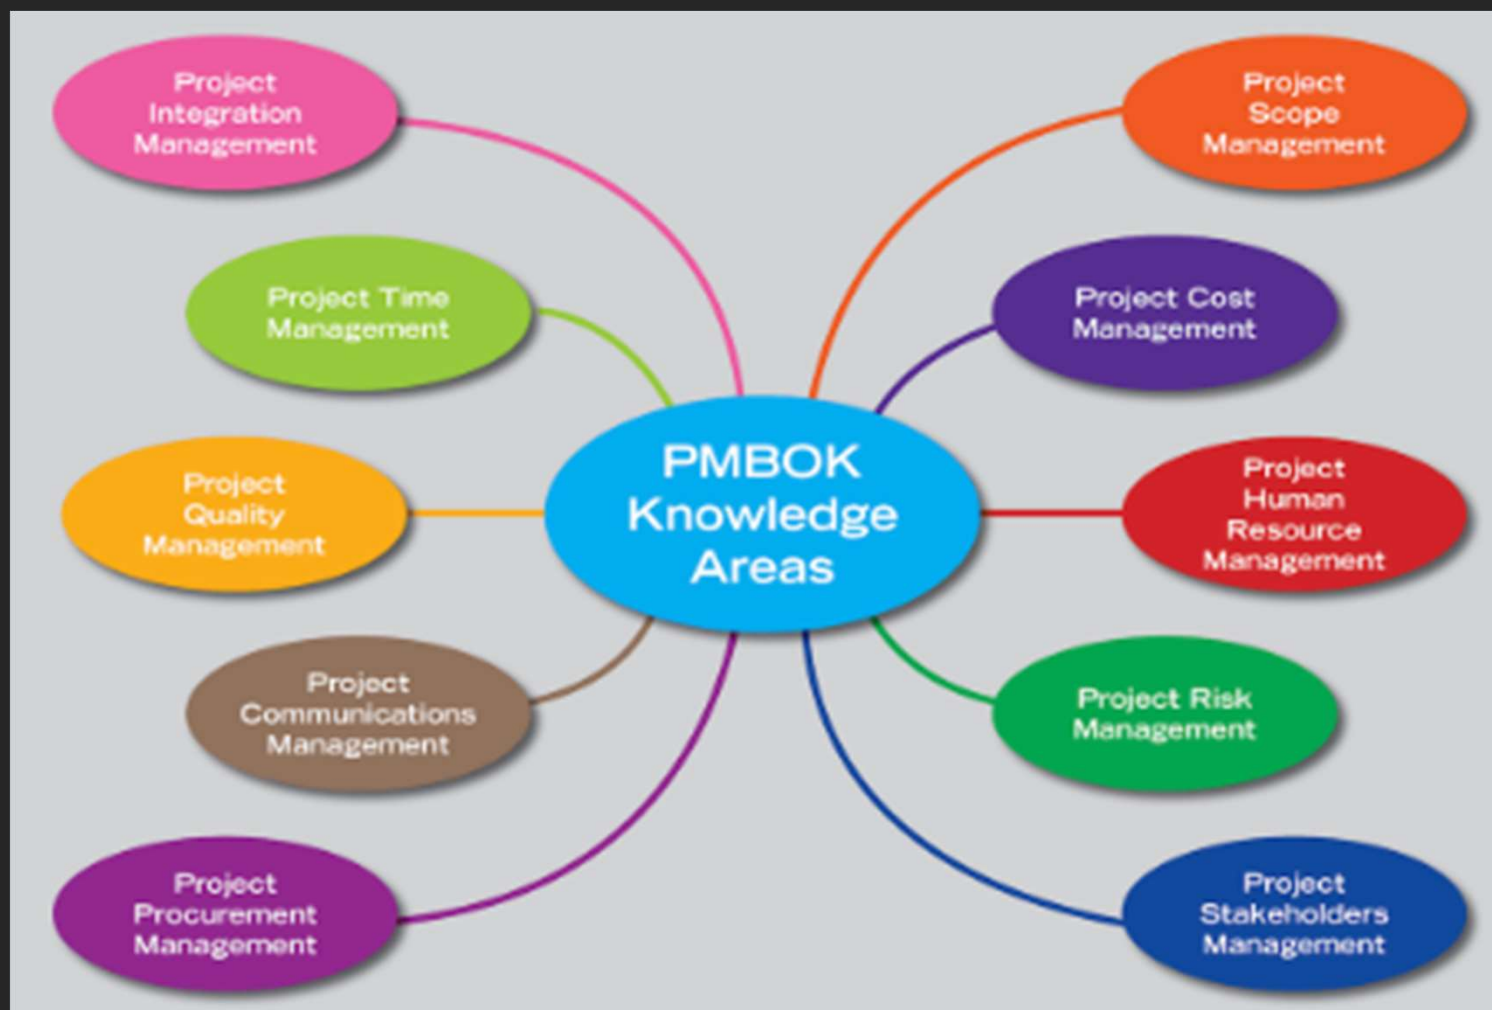 Project
Integration
Management
Project
Scope
Management
Project Time
Management
Project Cost
Management
PMBOK
Knowledge
Areas
Project
Quality
Management
Project
Human
Resource
Management
Project
Communications
Management
Project Risk
Management
Project
Procurement
Management
Project
Stakeholders
Management